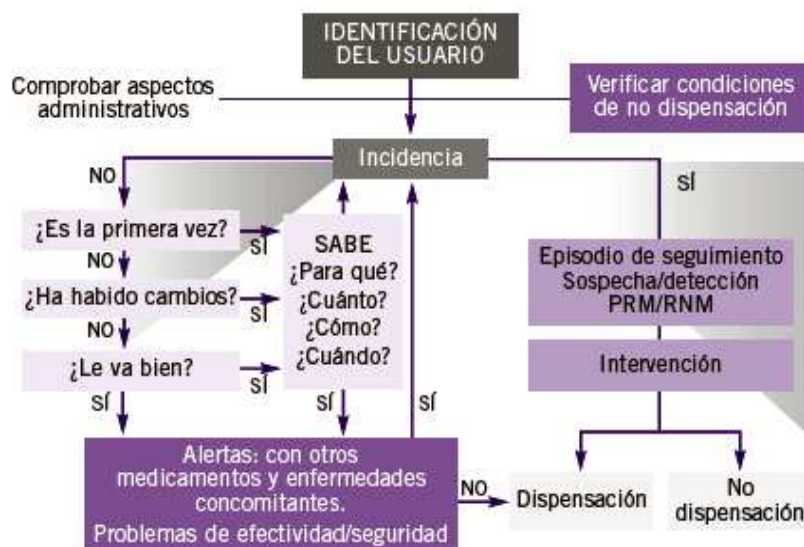 IDENTIFICACIÓN
DEL USUARIO
Comprobar aspectos
administrativos
Verificar condiciones
de no dispensación
Incidencia
NO
SÍ
¿Es la primera vez?
SÍ
NO
¿Ha habido cambios?
SÍ
NO
¿Le va bien?
SÍ
SÍ
SABE
¿Para qué?
¿Cuánto?
¿Cómo?
¿Cuándo?
SÍ
SÍ
Episodio de seguimiento
Sospecha/detección
PRM/RNM
Intervención
Alertas: con otros
medicamentos y enfermedades
concomitantes.
Problemas de efectividad/seguridad
NO
Dispensación
No
dispensación